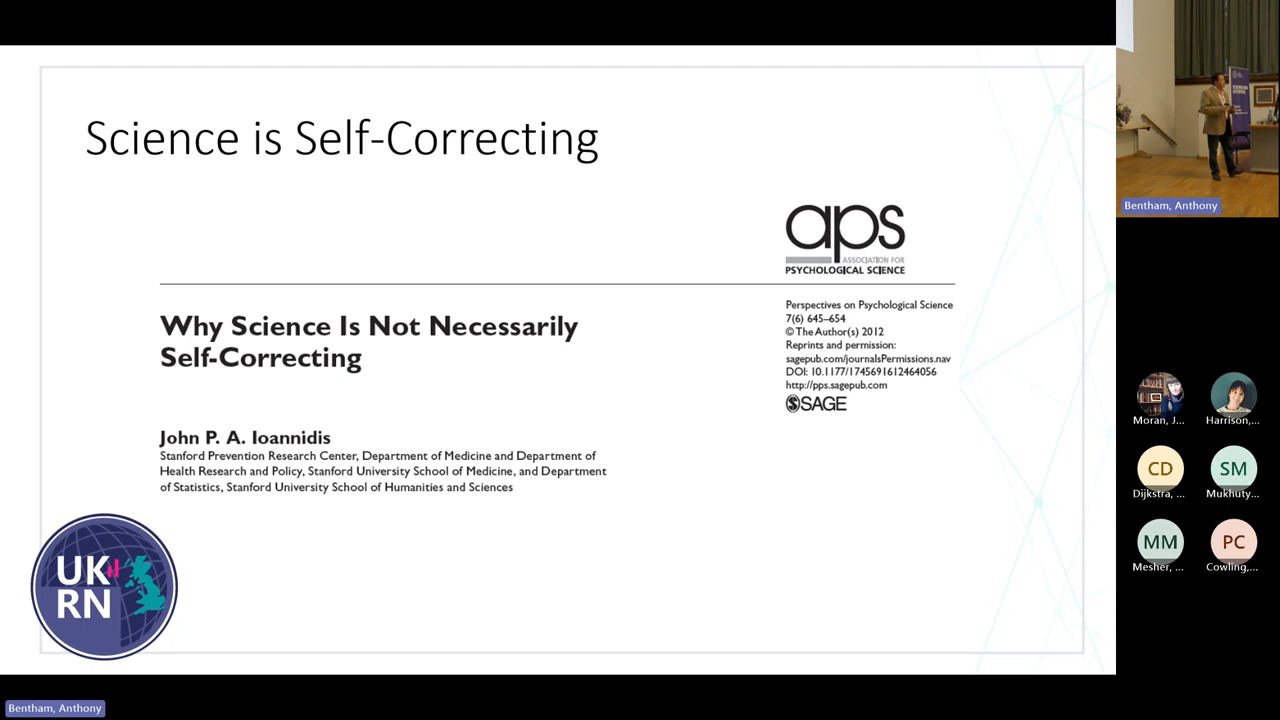 Science is Self-Correcting
aps
ASSOCIATION FOR
PSYCHOLOGICAL SCIENCE
Why Science Is Not Necessarily
Self-Correcting
Perspectives on Psychological Science
7(6) 645–654
© The Author(s) 2012
Reprints and permission:
sagepub.com/journalsPermissions.nav
DOI: 10.1177/1745691612464056
http://pps.sagepub.com
SAGE
John P. A. Ioannidis
Stanford Prevention Research Center, Department of Medicine and Department of
Health Research and Policy, Stanford University School of Medicine, and Department
of Statistics, Stanford University School of Humanities and Sciences
UK
RN
Bentham, Anthony
Moran, J...
Harrison,...
CD
Dijkstra, ...
SM
Mukhuty...
MM
Mesher, ...
PC
Cowling,...
Bentham, Anthony